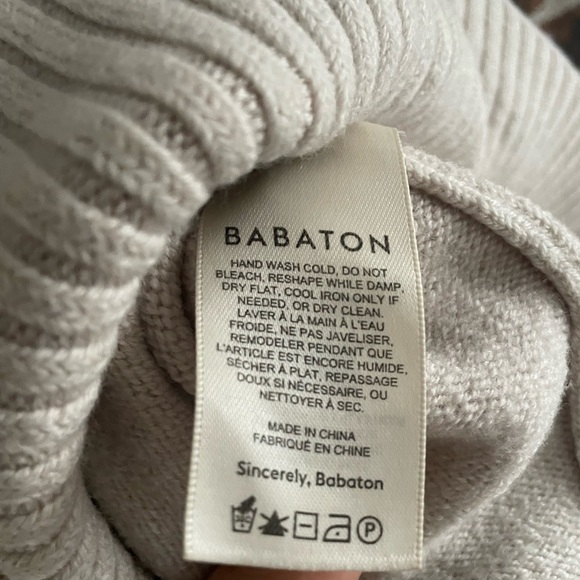 BABATON
HAND WASH COLD, DO NOT
BLEACH, RESHAPE WHILE DAMP,
DRY FLAT, COOL IRON ONLY IF
NEEDED, OR DRY CLEAN.
LAVER À LA MAIN À L'EAU
FROIDE, NE PAS JAVELISER,
REMODELER PENDANT QUE
L'ARTICLE EST ENCORE HUMIDE,
SÉCHER À PLAT, REPASSAGE
DOUX SI NÉCESSAIRE, OU
NETTOYER À SEC.
MADE IN CHINA
FABRIQUÉ EN CHINE
Sincerely, Babaton
P